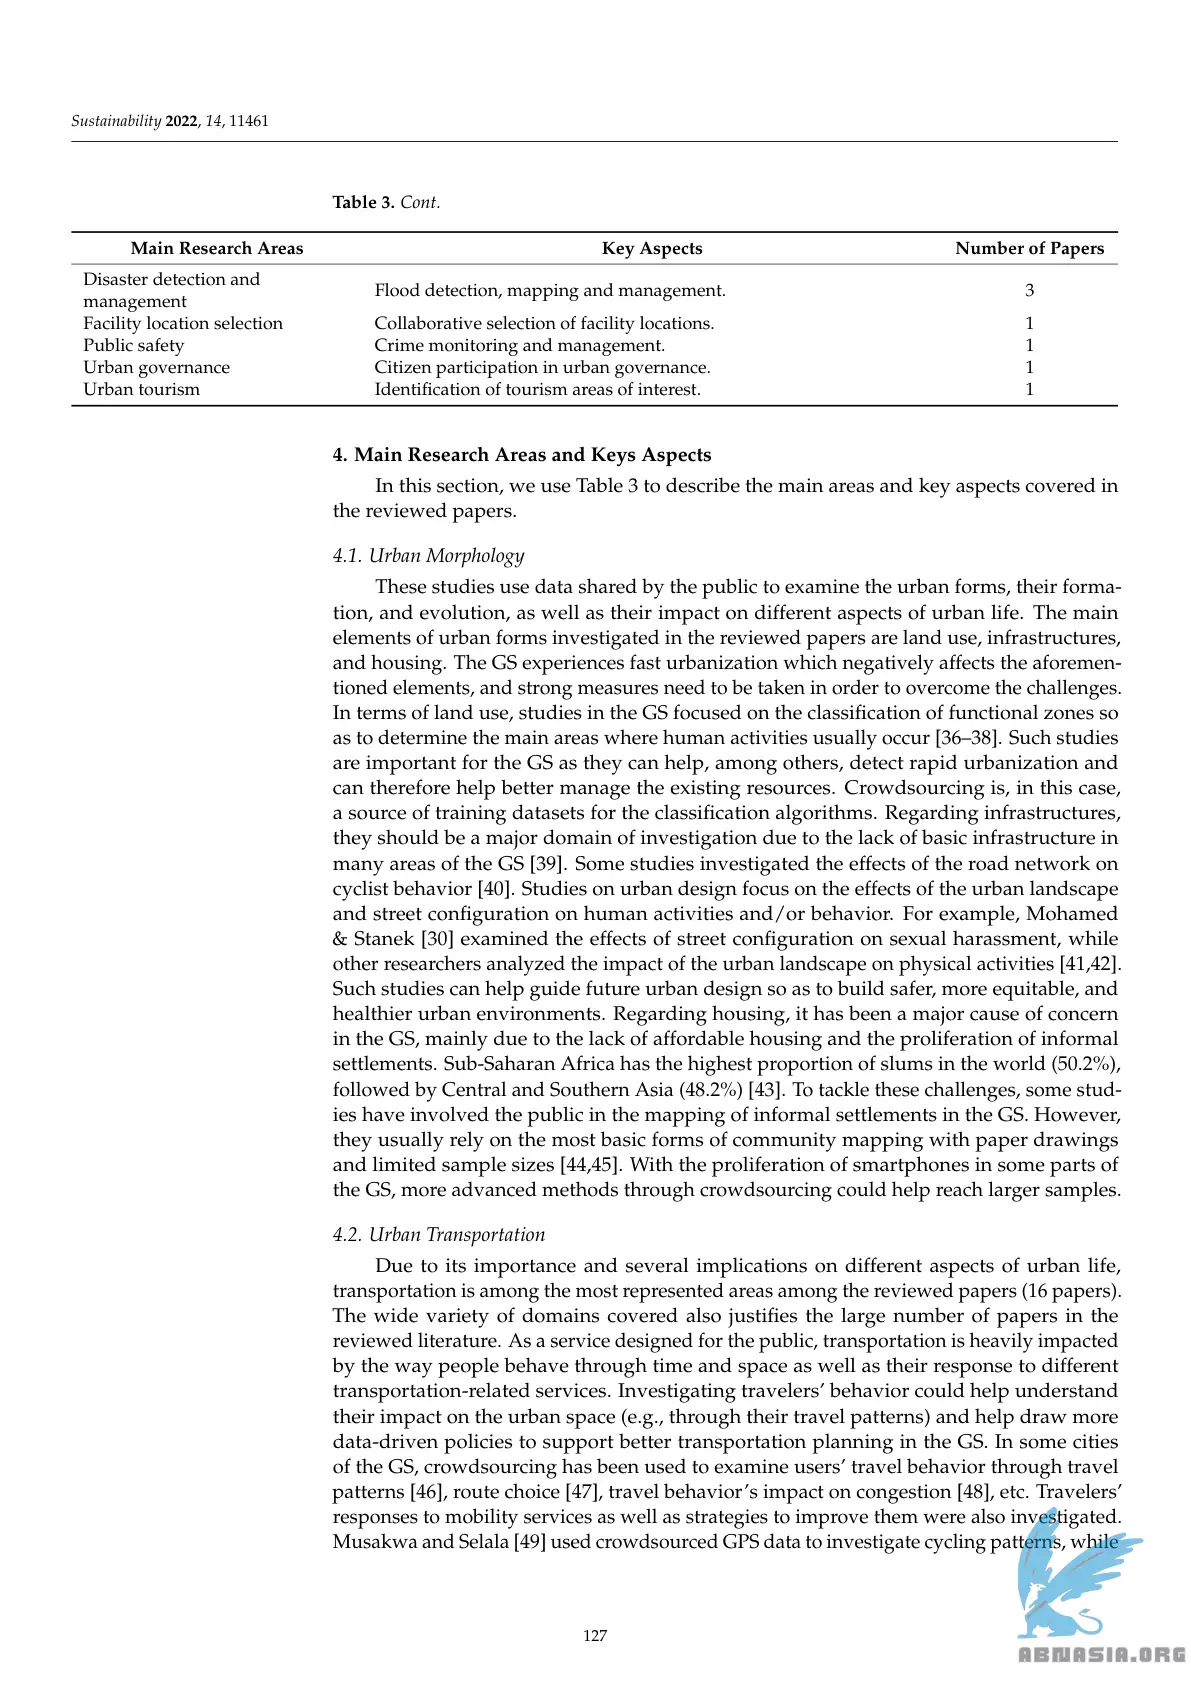 Sustainability 2022, 14, 11461
Table 3. Cont.
Main Research Areas Key Aspects Number of Papers
Disaster detection and
management Flood detection, mapping and management. 3
Facility location selection Collaborative selection of facility locations. 1
Public safety Crime monitoring and management. 1
Urban governance Citizen participation in urban governance. 1
Urban tourism Identification of tourism areas of interest. 1
4. Main Research Areas and Keys Aspects
In this section, we use Table 3 to describe the main areas and key aspects covered in
the reviewed papers.
4.1. Urban Morphology
These studies use data shared by the public to examine the urban forms, their forma-
tion, and evolution, as well as their impact on different aspects of urban life. The main
elements of urban forms investigated in the reviewed papers are land use, infrastructures,
and housing. The GS experiences fast urbanization which negatively affects the aforemen-
tioned elements, and strong measures need to be taken in order to overcome the challenges.
In terms of land use, studies in the GS focused on the classification of functional zones so
as to determine the main areas where human activities usually occur [36–38]. Such studies
are important for the GS as they can help, among others, detect rapid urbanization and
can therefore help better manage the existing resources. Crowdsourcing is, in this case,
a source of training datasets for the classification algorithms. Regarding infrastructures,
they should be a major domain of investigation due to the lack of basic infrastructure in
many areas of the GS [39]. Some studies investigated the effects of the road network on
cyclist behavior [40]. Studies on urban design focus on the effects of the urban landscape
and street configuration on human activities and/or behavior. For example, Mohamed
& Stanek [30] examined the effects of street configuration on sexual harassment, while
other researchers analyzed the impact of the urban landscape on physical activities [41,42].
Such studies can help guide future urban design so as to build safer, more equitable, and
healthier urban environments. Regarding housing, it has been a major cause of concern
in the GS, mainly due to the lack of affordable housing and the proliferation of informal
settlements. Sub-Saharan Africa has the highest proportion of slums in the world (50.2%),
followed by Central and Southern Asia (48.2%) [43]. To tackle these challenges, some stud-
ies have involved the public in the mapping of informal settlements in the GS. However,
they usually rely on the most basic forms of community mapping with paper drawings
and limited sample sizes [44,45]. With the proliferation of smartphones in some parts of
the GS, more advanced methods through crowdsourcing could help reach larger samples.
4.2. Urban Transportation
Due to its importance and several implications on different aspects of urban life,
transportation is among the most represented areas among the reviewed papers (16 papers).
The wide variety of domains covered also justifies the large number of papers in the
reviewed literature. As a service designed for the public, transportation is heavily impacted
by the way people behave through time and space as well as their response to different
transportation-related services. Investigating travelers' behavior could help understand
their impact on the urban space (e.g., through their travel patterns) and help draw more
data-driven policies to support better transportation planning in the GS. In some cities
of the GS, crowdsourcing has been used to examine users' travel behavior through travel
patterns [46], route choice [47], travel behavior's impact on congestion [48], etc. Travelers'
responses to mobility services as well as strategies to improve them were also investigated.
Musakwa and Selala [49] used crowdsourced GPS data to investigate cycling patterns, while
127
ABNASIA.ORG